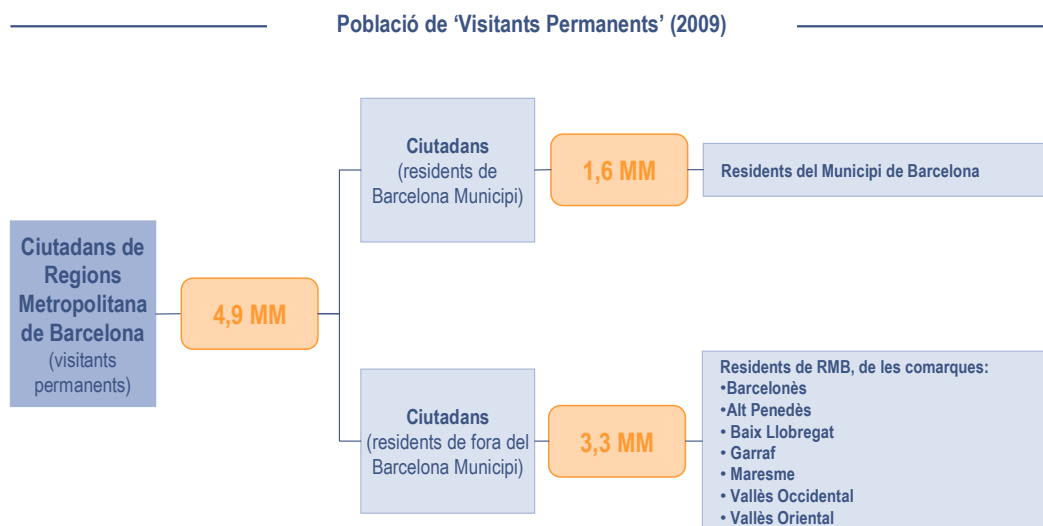 Població de ‘Visitants Permanents’ (2009)
Ciutadans de
Regions
Metropolitana
de Barcelona
(visitants
permanents)
4,9 MM
Ciutadans
(residents de
Barcelona Municipi)
1,6 MM
Residents del Municipi de Barcelona
Ciutadans
(residents de fora del
Barcelona Municipi)
3,3 MM
Residents de RMB, de les comarques:
•Barcelonès
•Alt Penedès
• Baix Llobregat
• Garraf
• Maresme
• Vallès Occidental
• Vallès Oriental